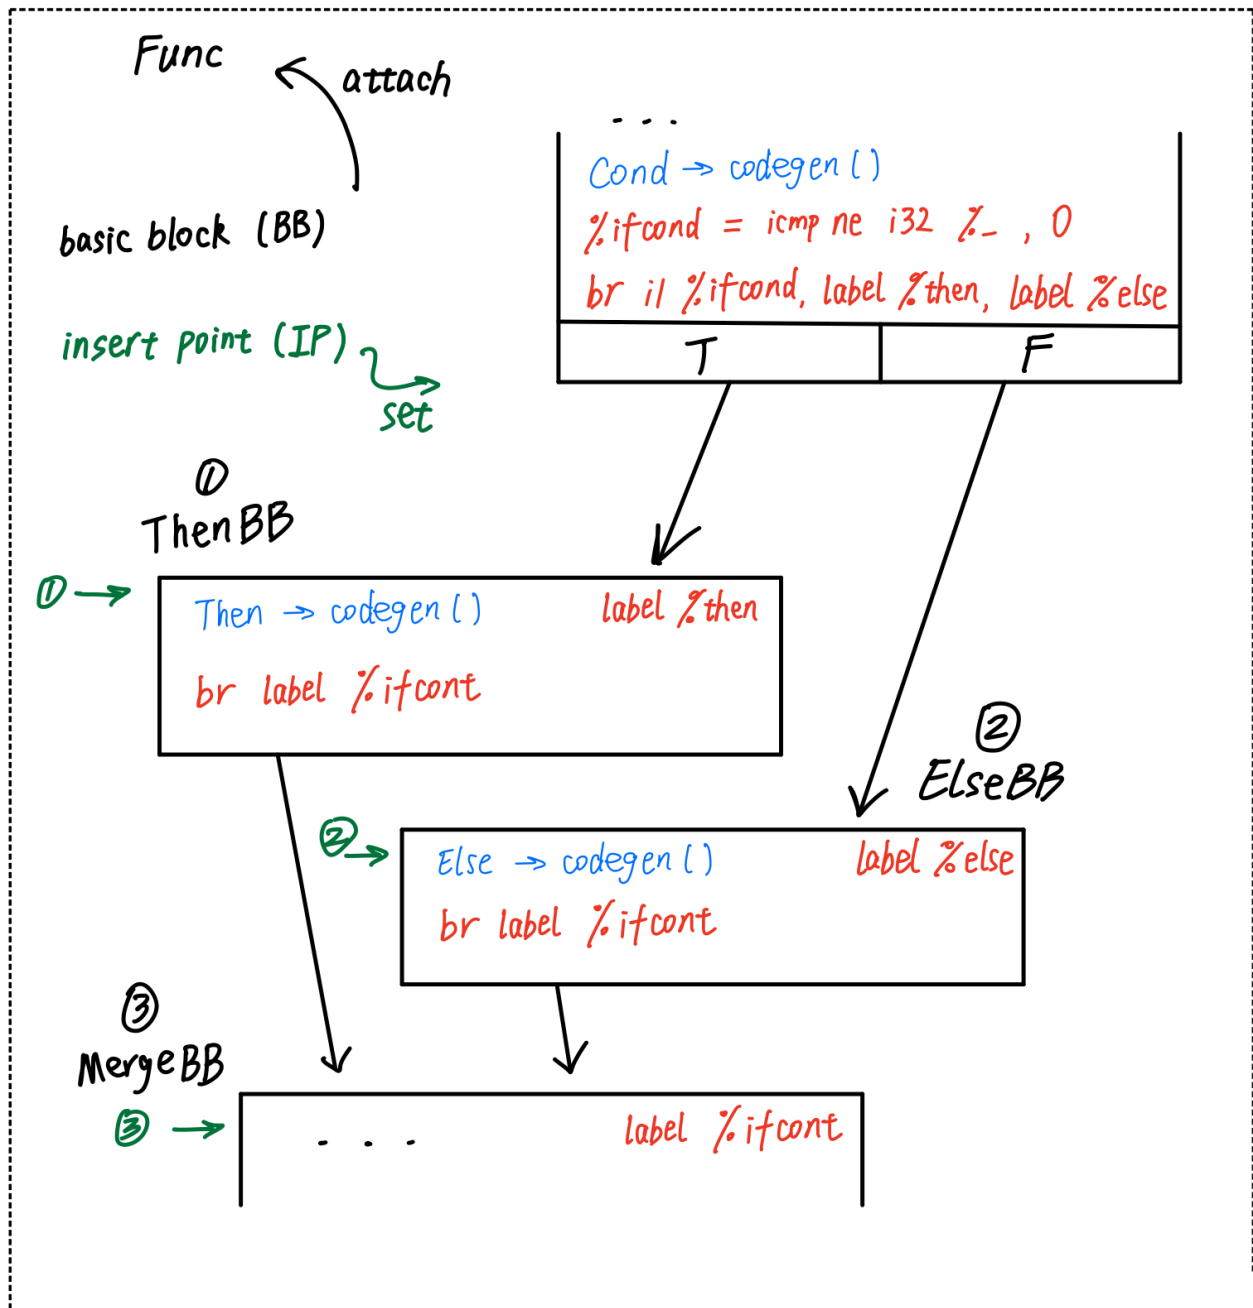 Func
attach
basic block (BB)
insert point (IP)
set
...
Cond → codegen()
%ifcond = icmp ne i32 %_ , 0
br i1 %ifcond, label %then, label %else
T F
①
ThenBB
① →
Then → codegen() label %then
br label %ifcont
②
ElseBB
② →
Else → codegen() label %else
br label %ifcont
③
MergeBB
③ →
... label %ifcont